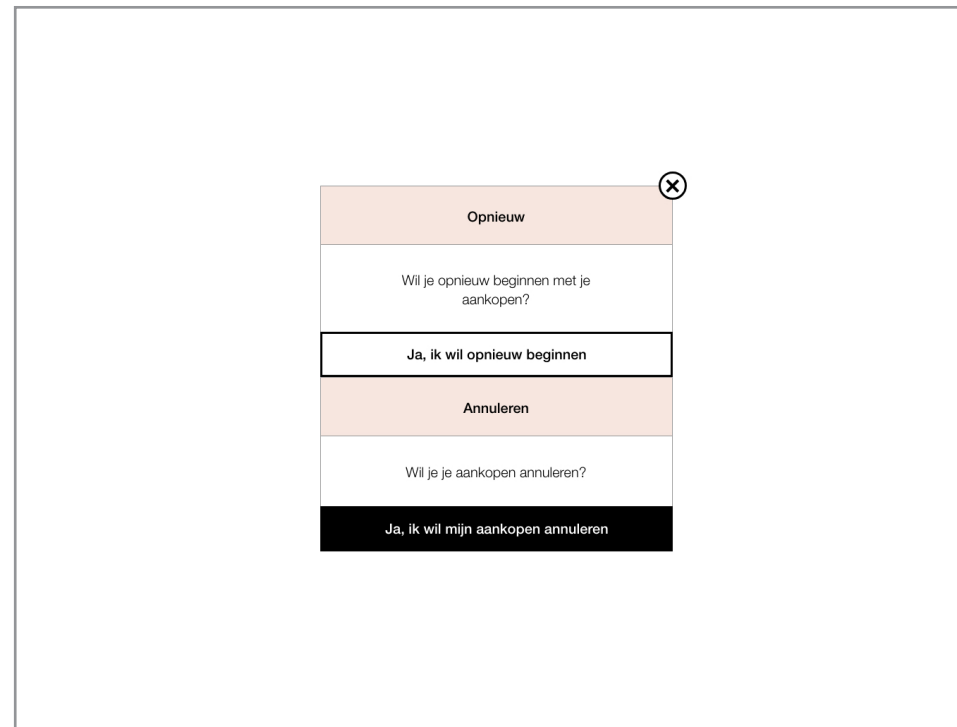 Opnieuw
Wil je opnieuw beginnen met je
aankopen?
Ja, ik wil opnieuw beginnen
Annuleren
Wil je je aankopen annuleren?
Ja, ik wil mijn aankopen annuleren